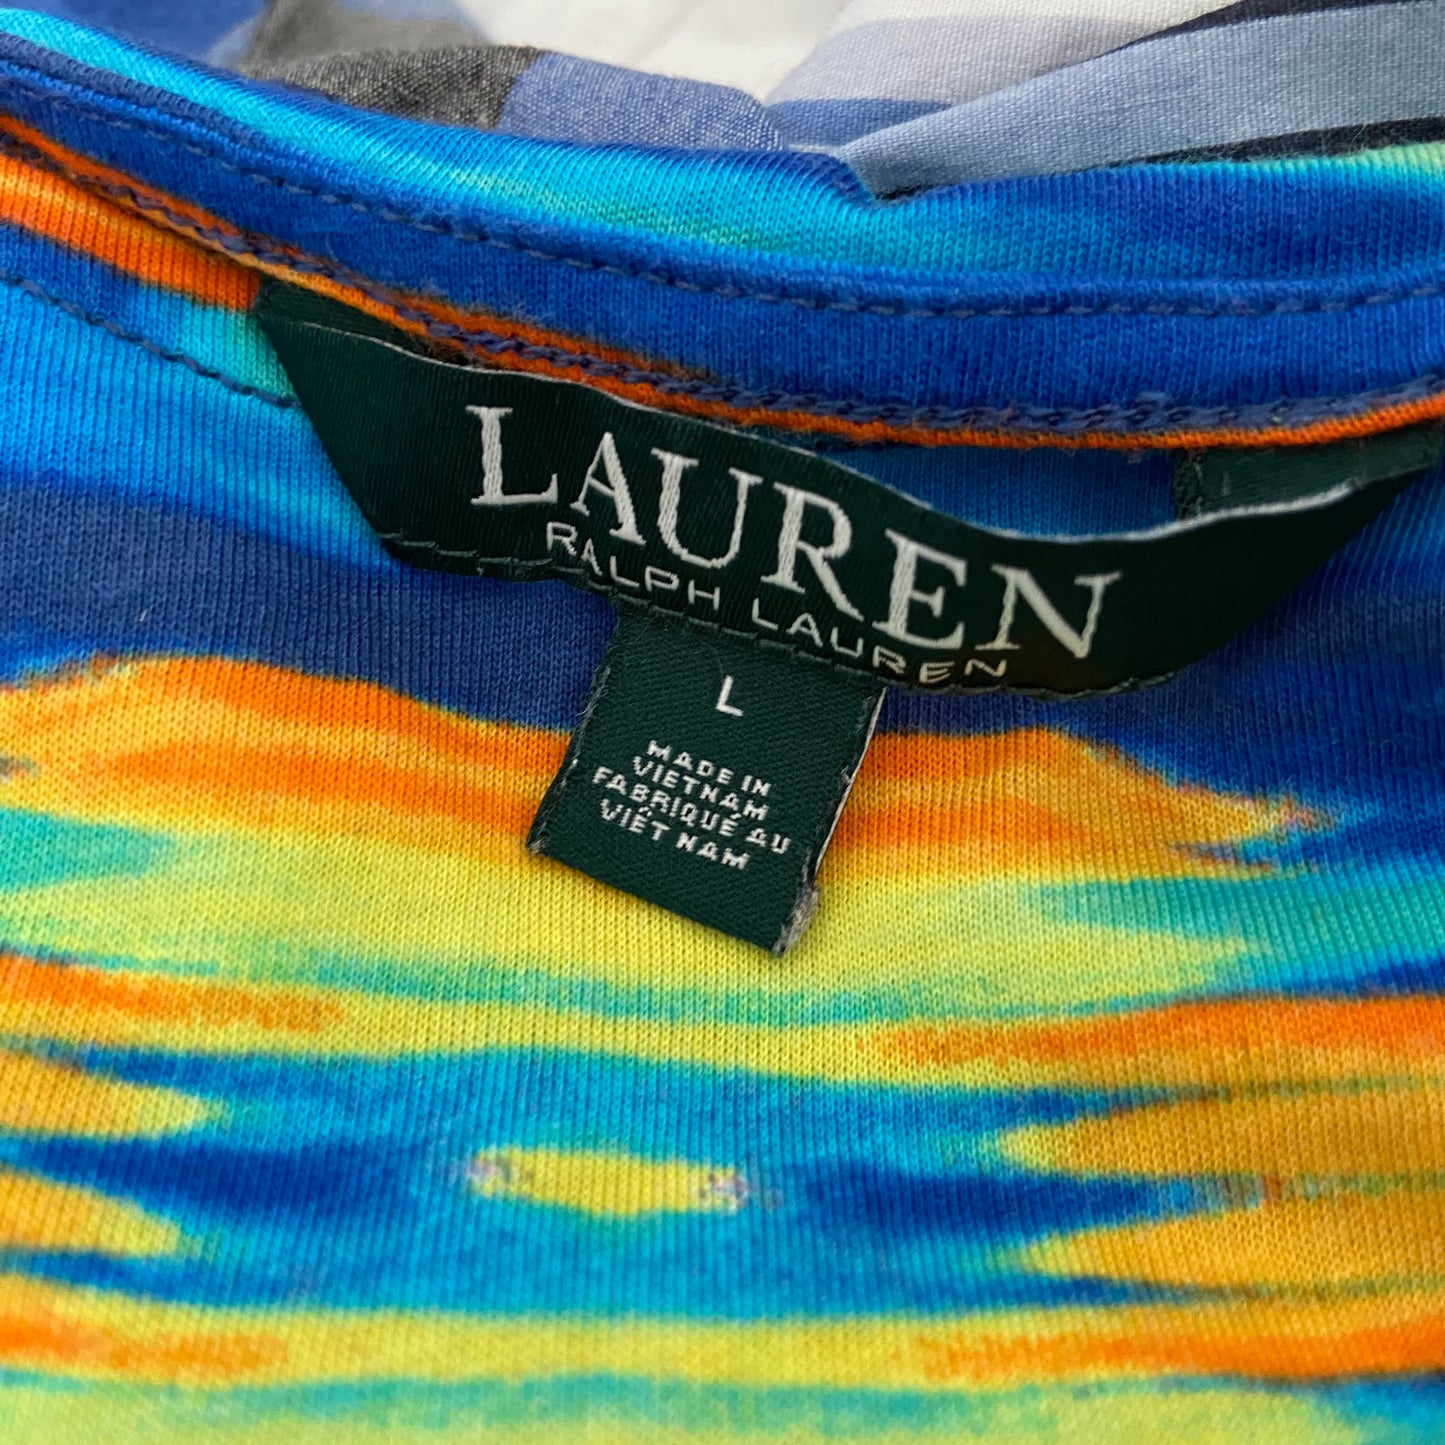 LAUREN
RALPH LAUREN
L
MADE IN
VIETNAM
FABRIQUÉ AU
VIÊT NAM